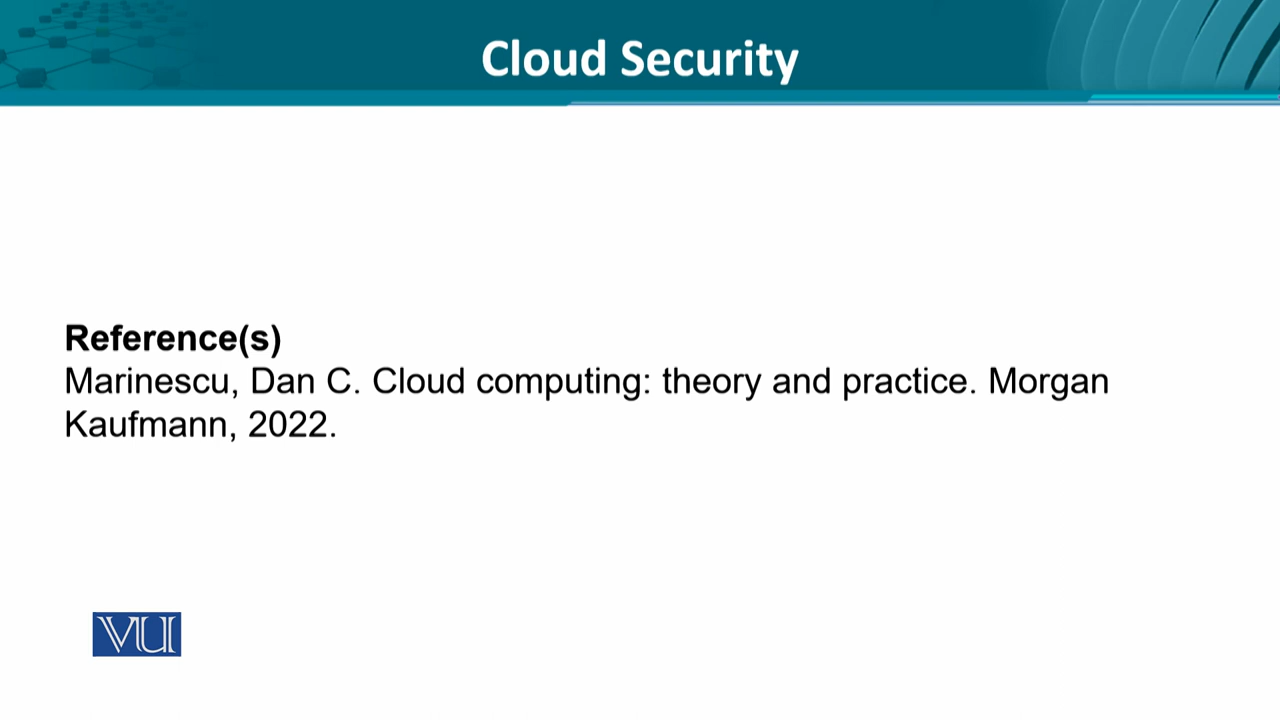 Cloud Security
Reference(s)
Marinescu, Dan C. Cloud computing: theory and practice. Morgan
Kaufmann, 2022.
VU